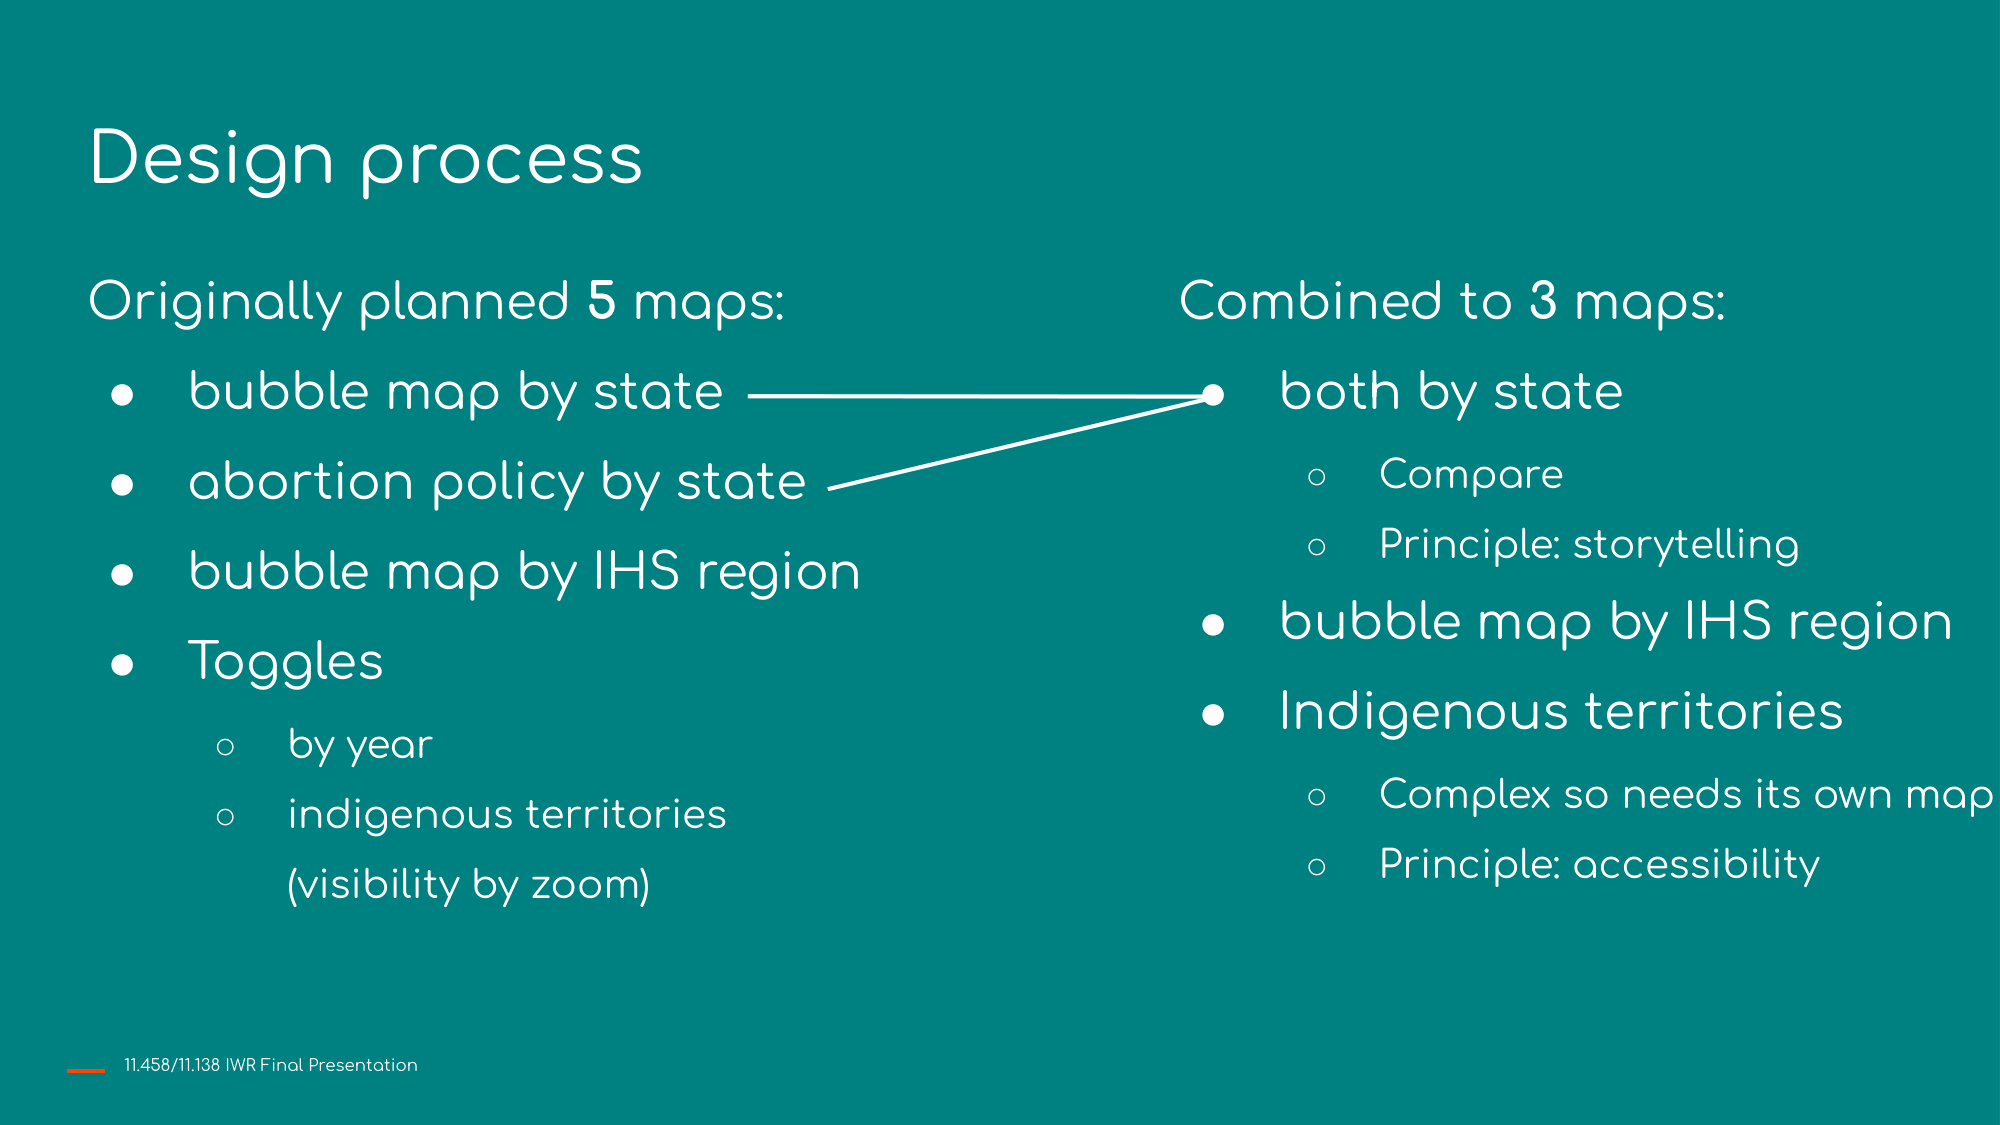 Design process
Originally planned 5 maps:
● bubble map by state
● abortion policy by state
● bubble map by IHS region
● Toggles
○ by year
○ indigenous territories
(visibility by zoom)
Combined to 3 maps:
● both by state
○ Compare
○ Principle: storytelling
● bubble map by IHS region
● Indigenous territories
○ Complex so needs its own map
○ Principle: accessibility
11.458/11.138 IWR Final Presentation